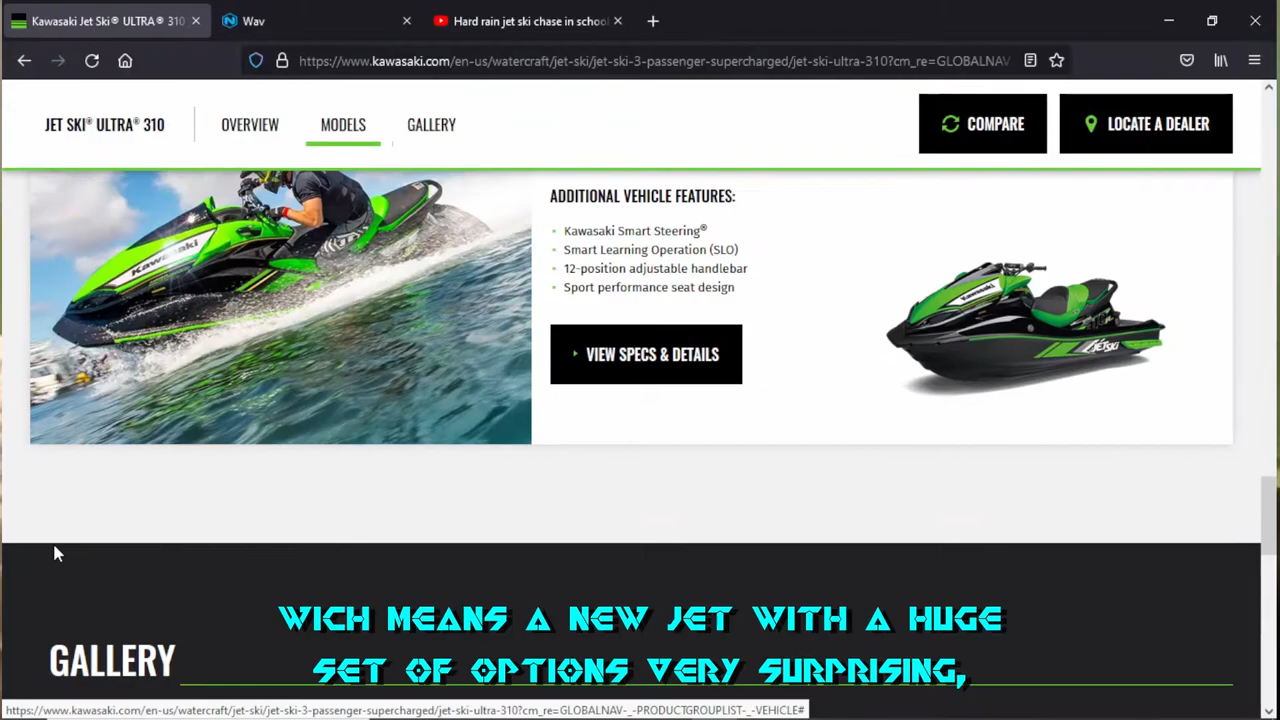 Kawasaki Jet Ski® ULTRA® 310
Wav
Hard rain jet ski chase in school
https://www.kawasaki.com/en-us/watercraft/jet-ski/jet-ski-3-passenger-supercharged/jet-ski-ultra-310?cm_re=GLOBALNAV
JET SKI® ULTRA® 310
OVERVIEW
MODELS
GALLERY
COMPARE
LOCATE A DEALER
ADDITIONAL VEHICLE FEATURES:
Kawasaki Smart Steering®
Smart Learning Operation (SLO)
12-position adjustable handlebar
Sport performance seat design
VIEW SPECS & DETAILS
Kawasaki
Kawasaki
JETSKI
WICH MEANS A NEW JET WITH A HUGE
SET OF OPTIONS VERY SURPRISING,
GALLERY
https://www.kawasaki.com/en-us/watercraft/jet-ski/jet-ski-3-passenger-supercharged/jet-ski-ultra-310?cm_re=GLOBALNAV-_-PRODUCTGROUPLIST-_-VEHICLE#